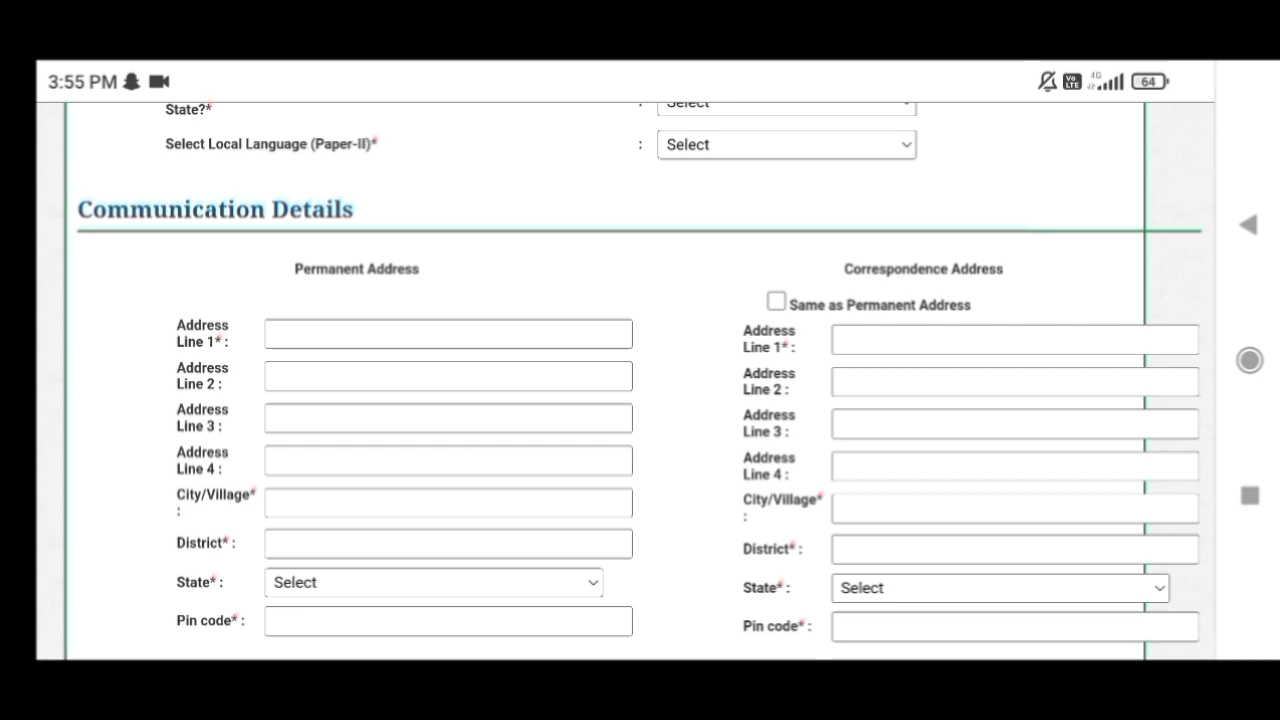 3:55 PM
4G
Vo
LTE
64
State?* : Select
Select Local Language (Paper-II)* : Select
Communication Details
Permanent Address
Address
Line 1* :
Address
Line 2 :
Address
Line 3 :
Address
Line 4 :
City/Village*
:
District* :
State* : Select
Pin code* :
Correspondence Address
Same as Permanent Address
Address
Line 1* :
Address
Line 2 :
Address
Line 3 :
Address
Line 4 :
City/Village*
:
District* :
State* : Select
Pin code* :